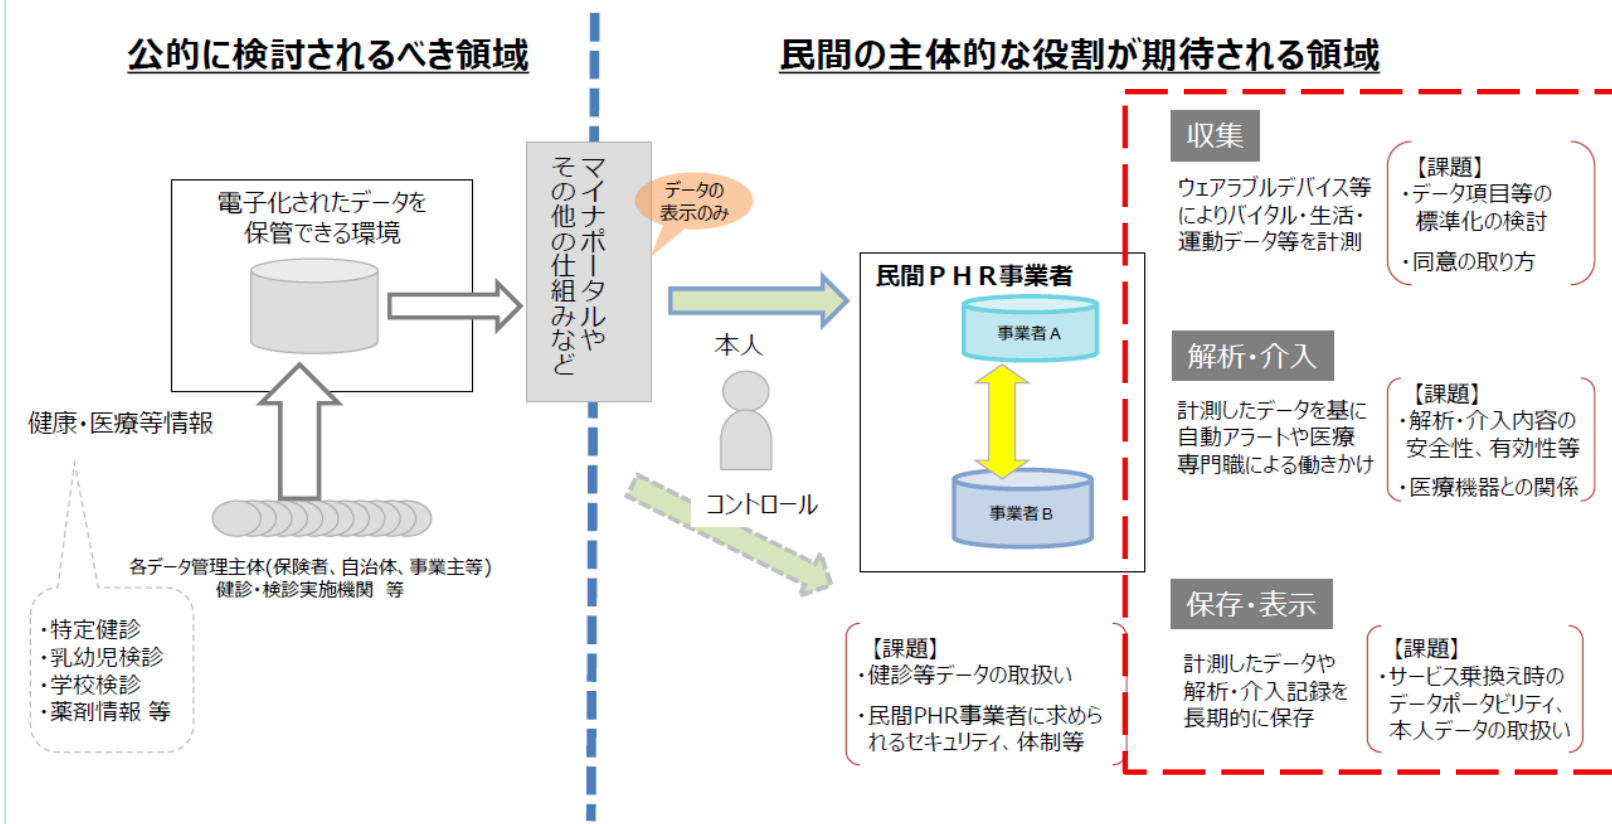 公的に検討されるべき領域
民間の主体的な役割が期待される領域
電子化されたデータを
保管できる環境
マイナポータルや
その他の仕組みなど
データの
表示のみ
健康・医療等情報
各データ管理主体(保険者、自治体、事業主等)
健診・検診実施機関 等
・特定健診
・乳幼児検診
・学校検診
・薬剤情報 等
本人
コントロール
民間ＰＨＲ事業者
事業者Ａ
事業者Ｂ
【課題】
・健診等データの取扱い
・民間PHR事業者に求めら
れるセキュリティ、体制等
収集
ウェアラブルデバイス等
によりバイタル・生活・
運動データ等を計測
【課題】
・データ項目等の
標準化の検討
・同意の取り方
解析・介入
計測したデータを基に
自動アラートや医療
専門職による働きかけ
【課題】
・解析・介入内容の
安全性、有効性等
・医療機器との関係
保存・表示
計測したデータや
解析・介入記録を
長期的に保存
【課題】
・サービス乗換え時の
データポータビリティ、
本人データの取扱い